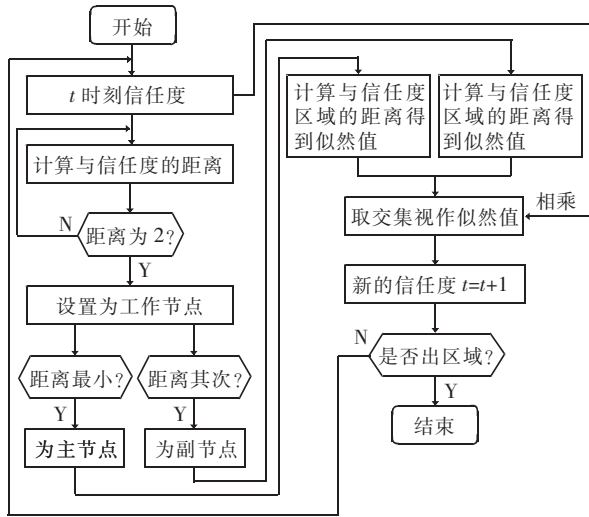 开始
t 时刻信任度
计算与信任度的距离
N
距离为 2?
Y
设置为工作节点
距离最小?
距离其次?
Y
Y
为主节点
为副节点
计算与信任度
区域的距离得
到似然值
计算与信任度
区域的距离得
到似然值
相乘
取交集视作似然值
新的信任度 t=t+1
N
是否出区域?
Y
结束